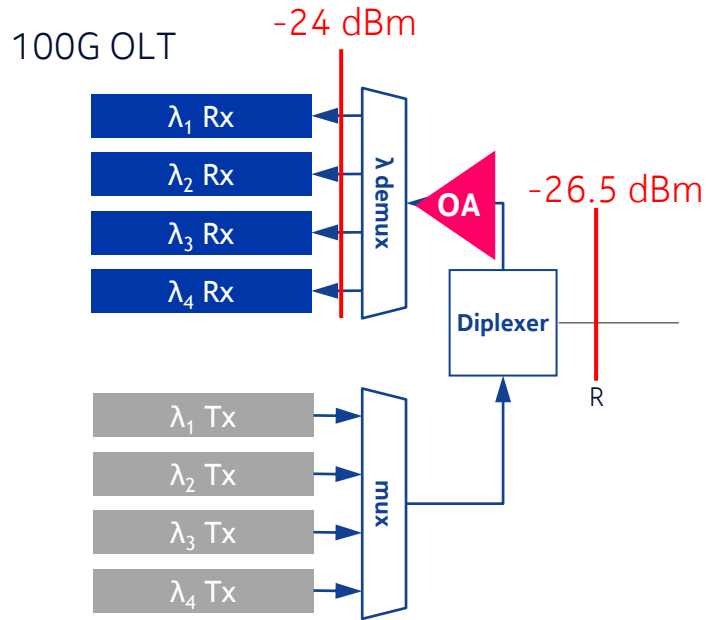 100G OLT
-24 dBm
λ₁ Rx
λ₂ Rx
λ₃ Rx
λ₄ Rx
λ demux
OA
-26.5 dBm
Diplexer
R
λ₁ Tx
λ₂ Tx
λ₃ Tx
λ₄ Tx
mux